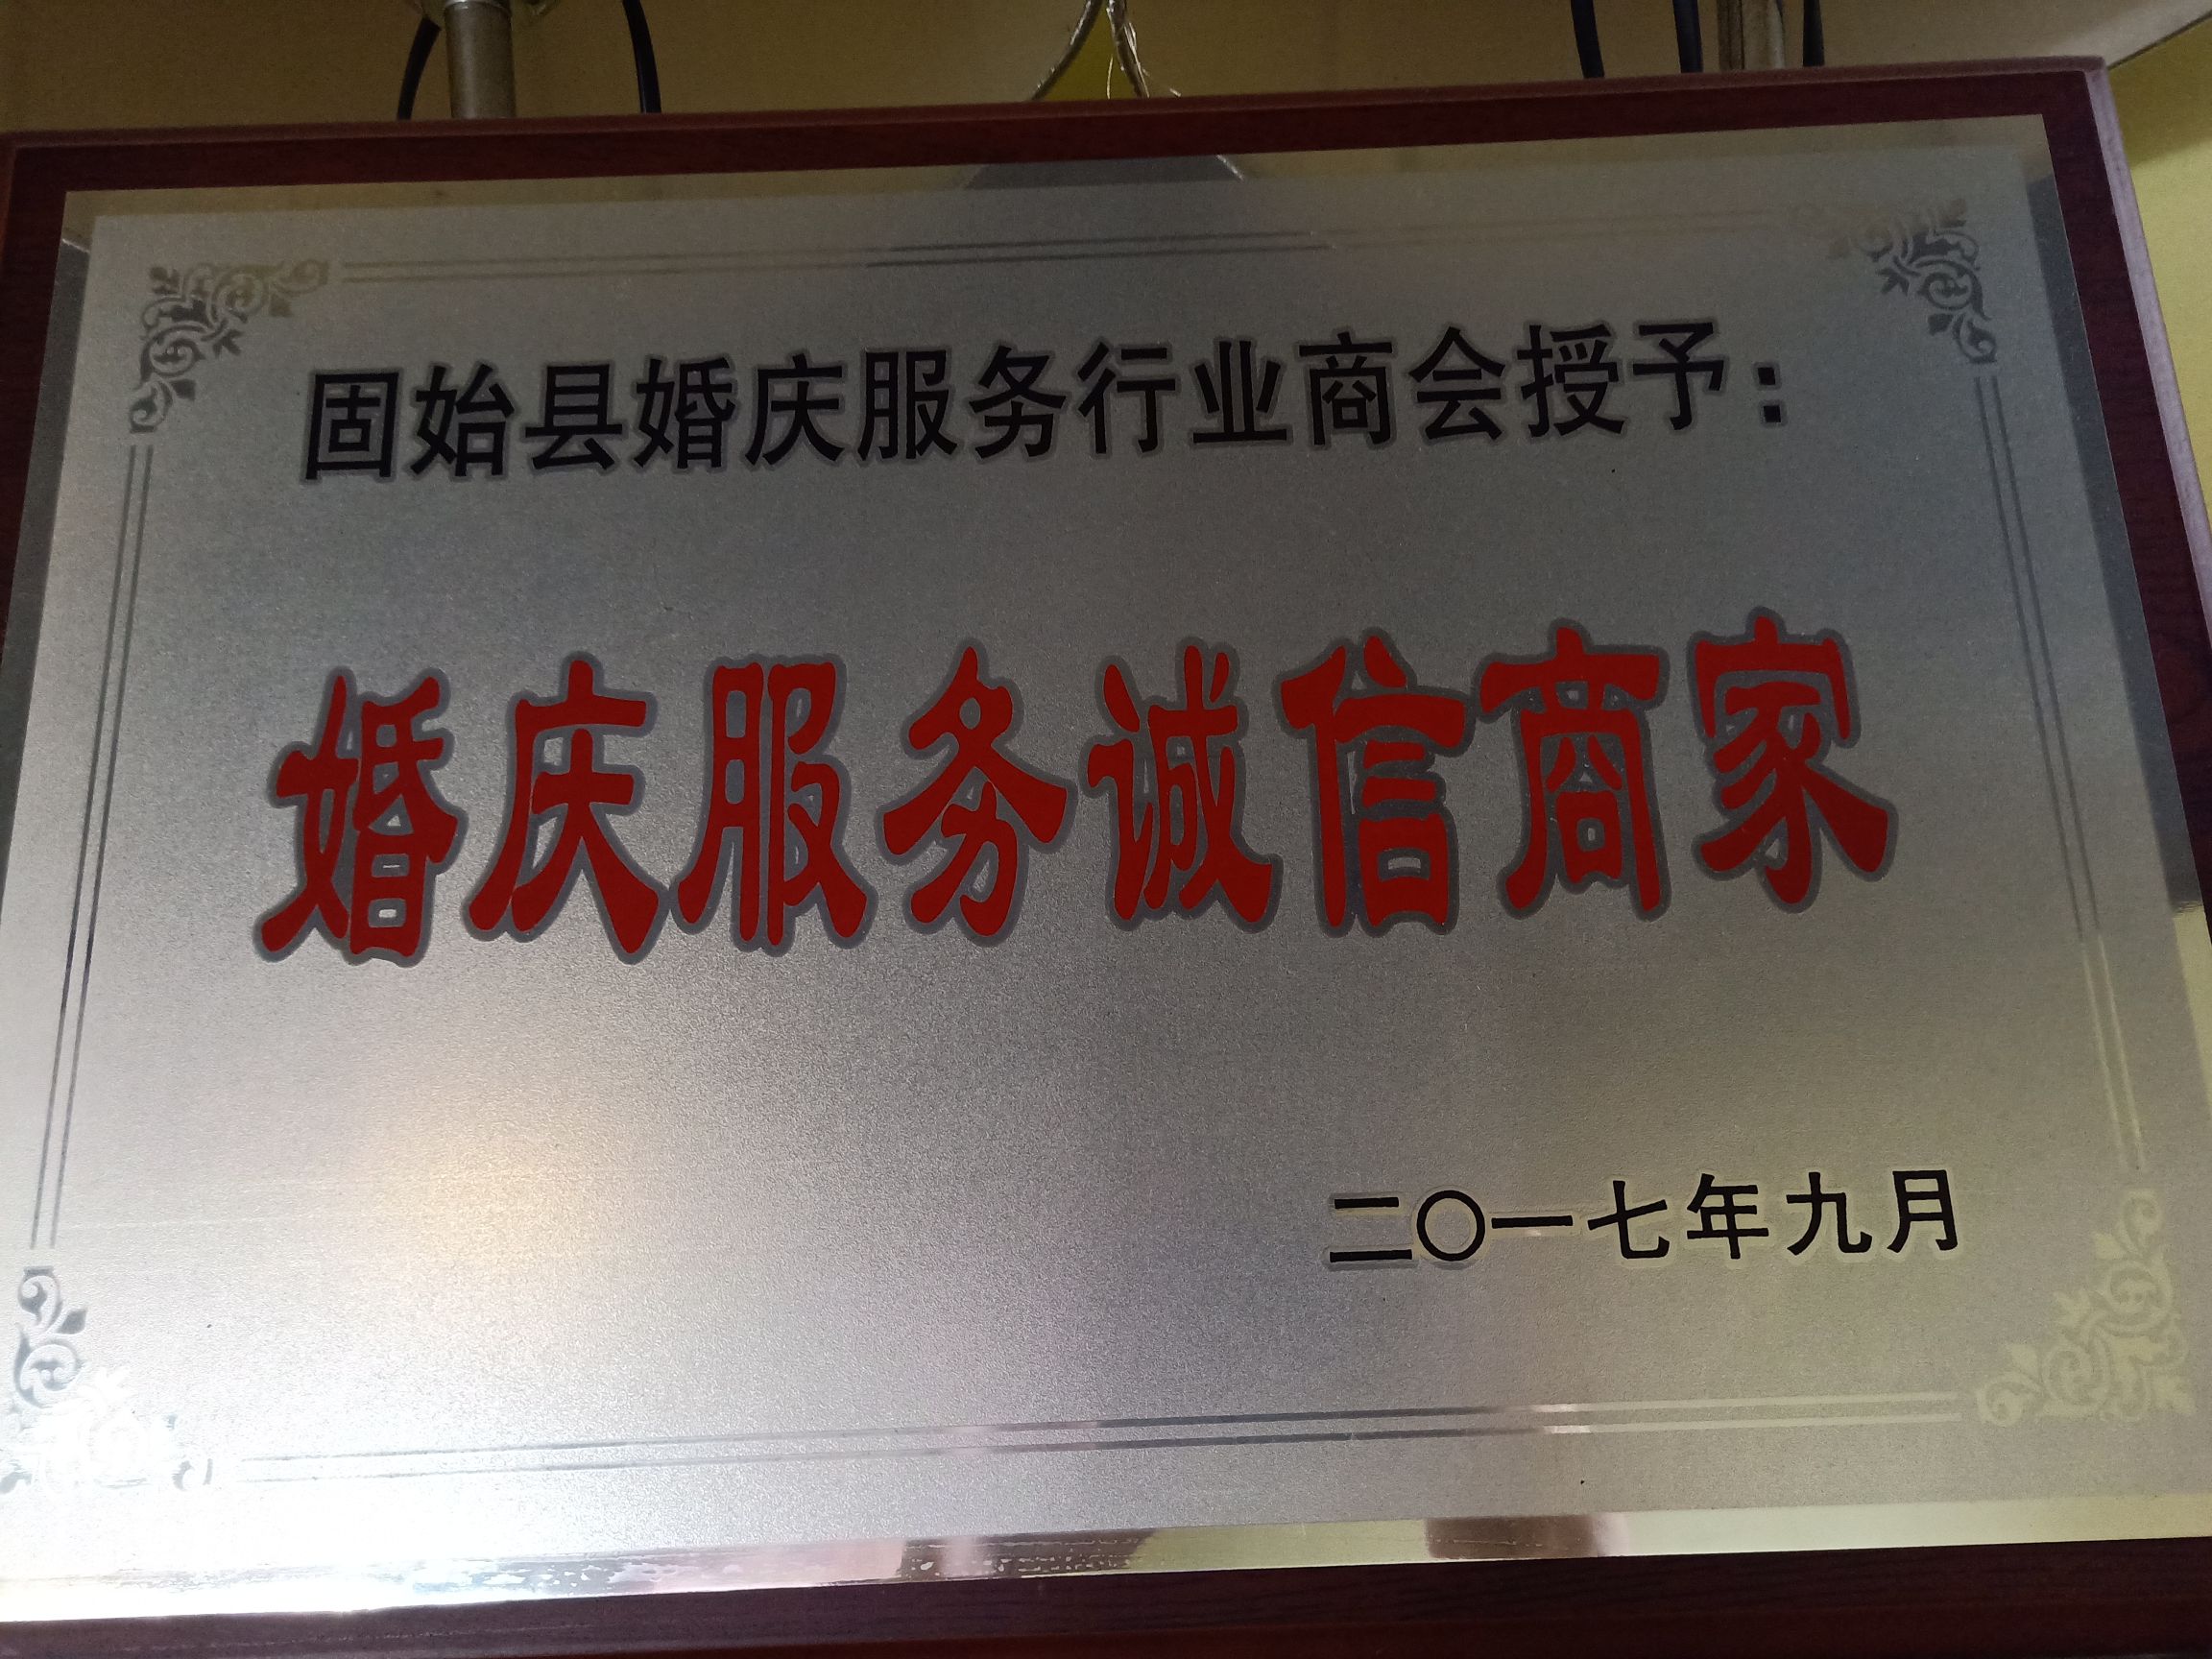 固始县婚庆服务行业商会授予:
婚庆服务诚信商家
二〇一七年九月